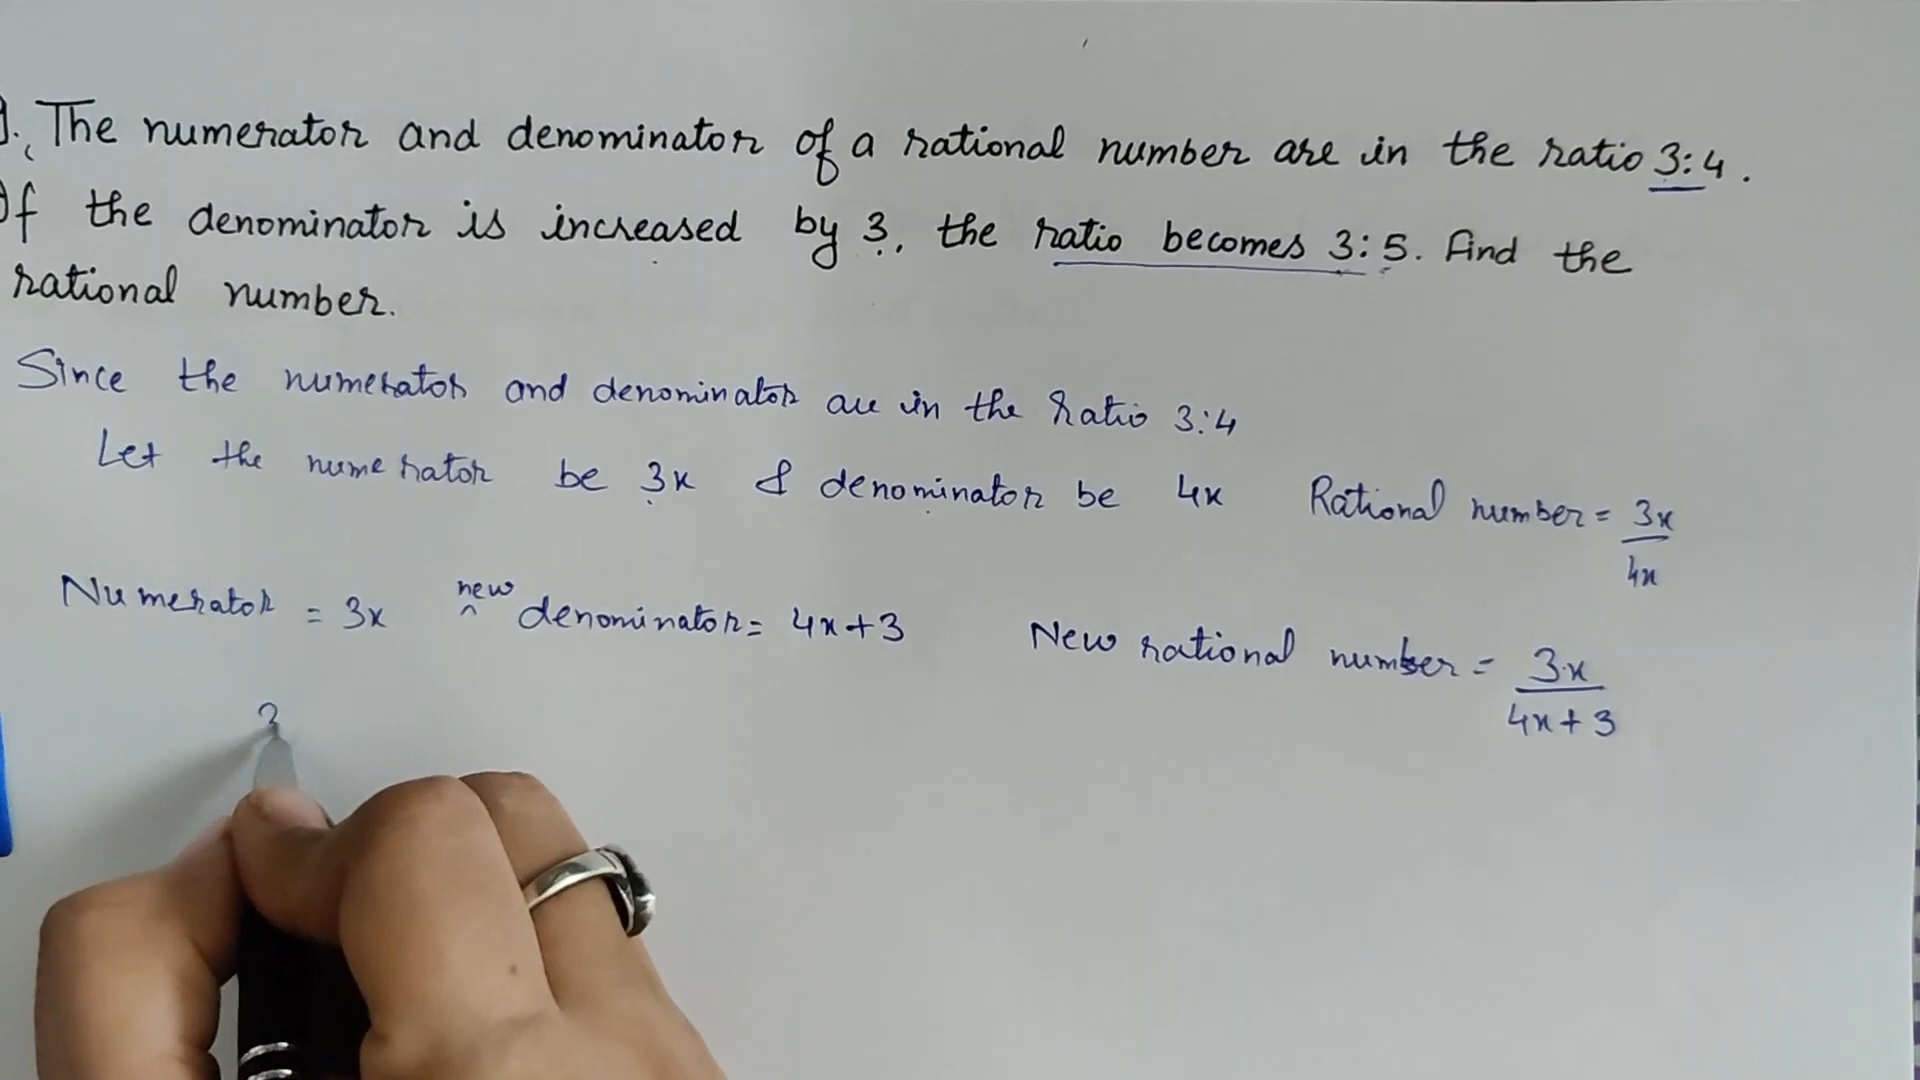 The numerator and denominator of a rational number are in the ratio 3:4.
If the denominator is increased by 3, the ratio becomes 3:5. Find the
rational number.
Since the numerator and denominator are in the ratio 3:4
Let the numerator be 3x & denominator be 4x Rational number = 3x/4x
Numerator = 3x new denominator = 4x+3 New rational number = 3x/4x+3
3